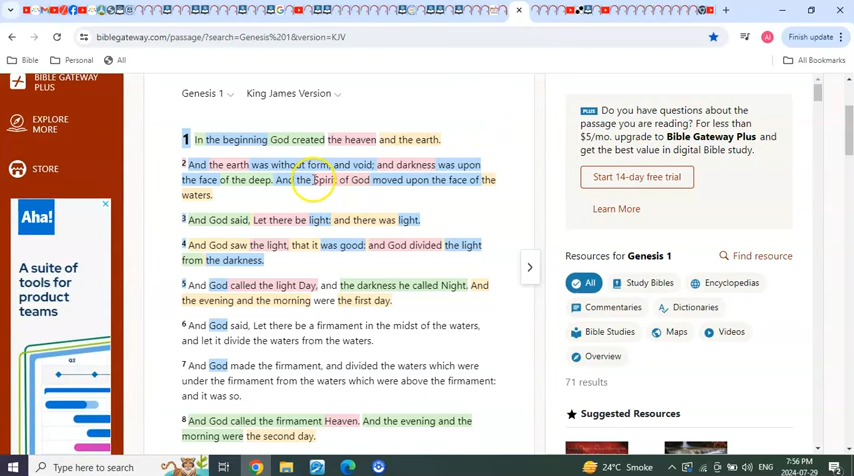 Finish update
biblegateway.com/passage/?search=Genesis%201&version=KJV
AI
Bible
Personal
All
All Bookmarks
BIBLE GATEWAY
PLUS
EXPLORE
MORE
STORE
Aha!
A suite of
tools for
product
teams
Genesis 1
King James Version
1 In the beginning God created the heaven and the earth.
2 And the earth was without form, and void; and darkness was upon
the face of the deep. And the Spirit of God moved upon the face of the
waters.
3 And God said, Let there be light: and there was light.
4 And God saw the light, that it was good: and God divided the light
from the darkness.
5 And God called the light Day, and the darkness he called Night. And
the evening and the morning were the first day.
6 And God said, Let there be a firmament in the midst of the waters,
and let it divide the waters from the waters.
7 And God made the firmament, and divided the waters which were
under the firmament from the waters which were above the firmament:
and it was so.
8 And God called the firmament Heaven. And the evening and the
morning were the second day.
PLUS Do you have questions about the
passage you are reading? For less than
$5/mo. upgrade to Bible Gateway Plus and
get the best value in digital Bible study.
Start 14-day free trial
Learn More
Resources for Genesis 1
Find resource
All
Study Bibles
Encyclopedias
Commentaries
Dictionaries
Bible Studies
Maps
Videos
Overview
71 results
Suggested Resources
Type here to search
24°C Smoke
7:56 PM
2024-07-29